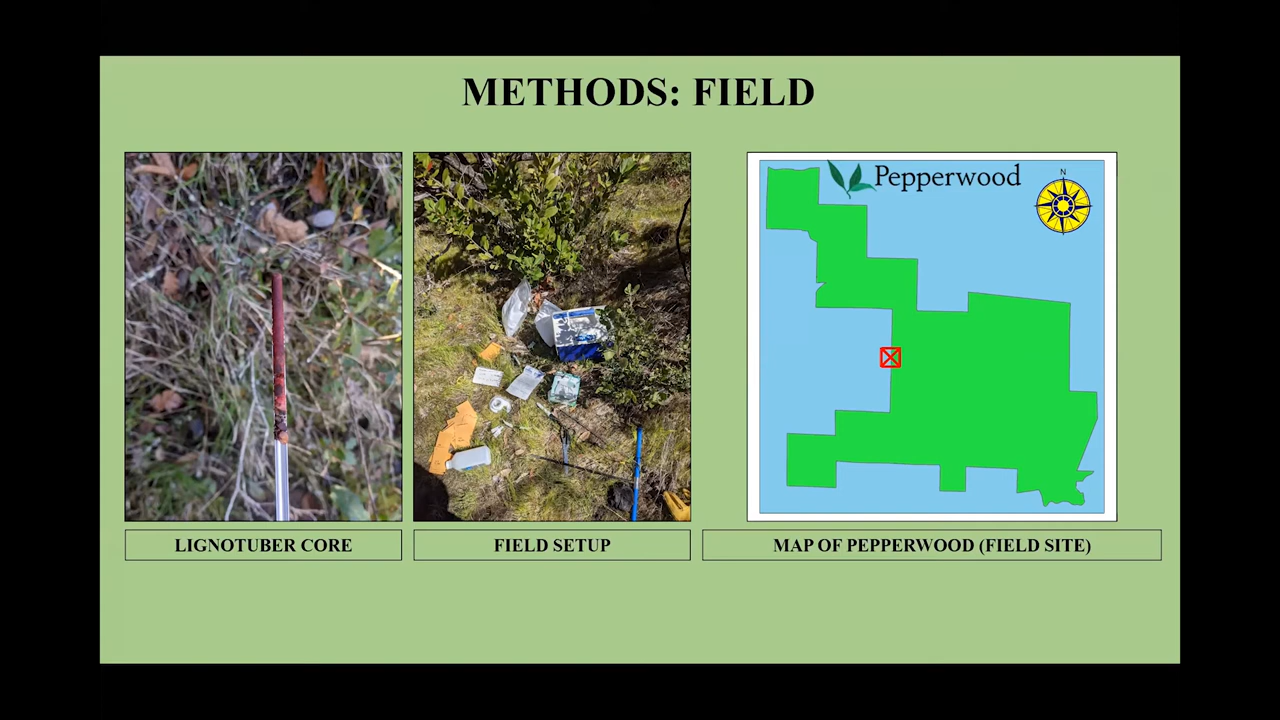 METHODS: FIELD
Pepperwood
N
LIGNOTUBER CORE
FIELD SETUP
MAP OF PEPPERWOOD (FIELD SITE)